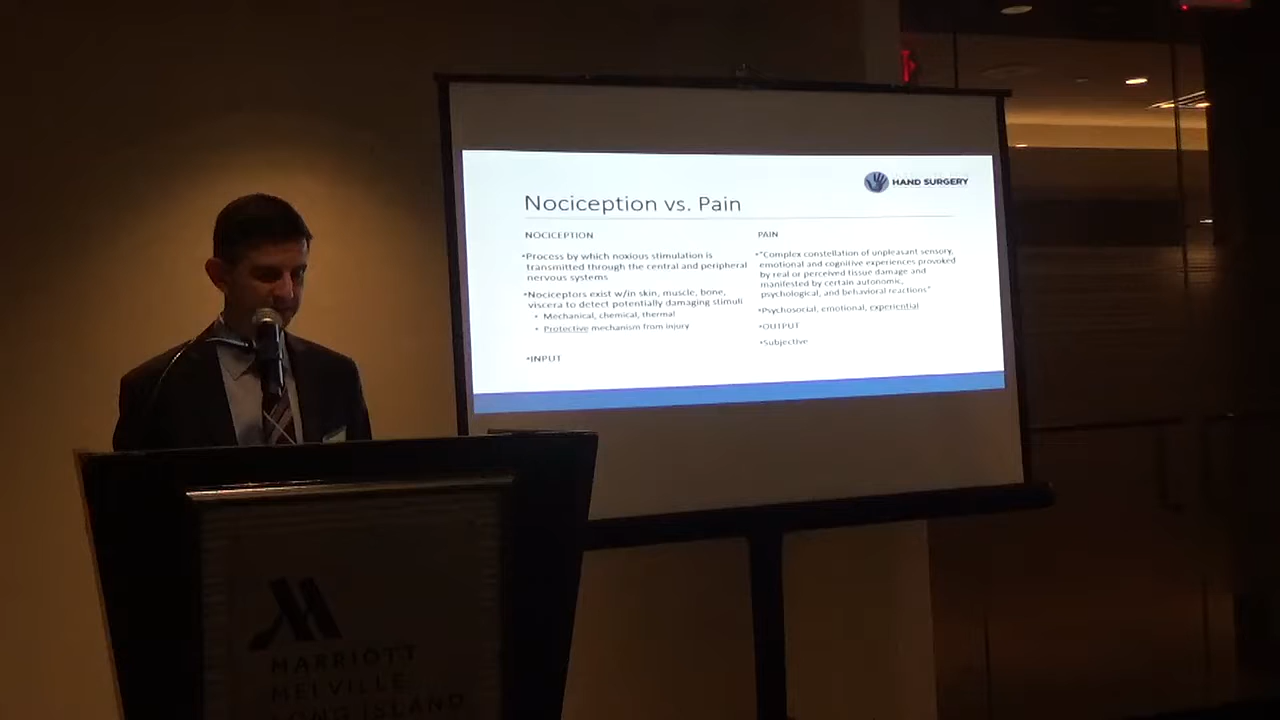 HAND SURGERY
Nociception vs. Pain
NOCICEPTION
•Process by which noxious stimulation is
transmitted through the central and peripheral
nervous systems
•Nociceptors exist w/in skin, muscle, bone,
viscera to detect potentially damaging stimuli
• Mechanical, chemical, thermal
• Protective mechanism from injury
•INPUT
PAIN
•"Complex constellation of unpleasant sensory,
emotional and cognitive experiences provoked
by real or perceived tissue damage and
manifested by certain autonomic,
psychological, and behavioral reactions"
•Psychosocial, emotional, experiential
•OUTPUT
•Subjective
MARRIOTT
MELVILLE
LONG ISLAND